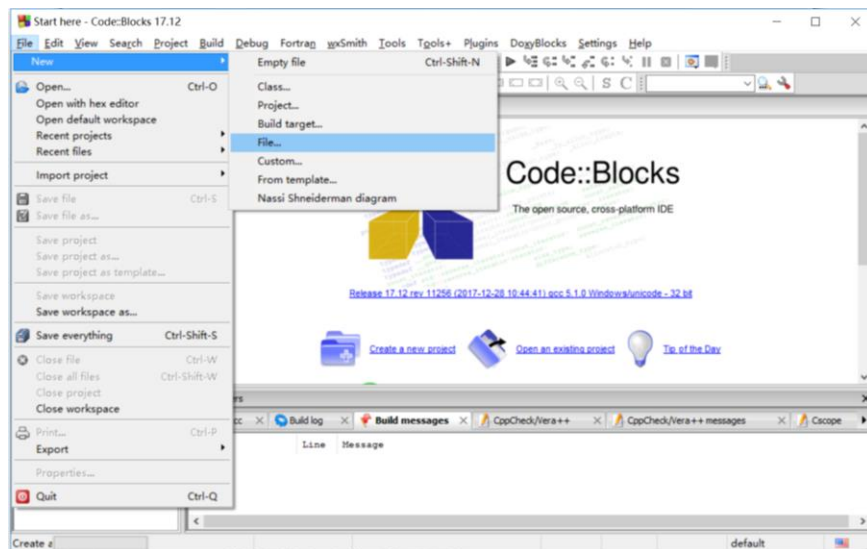 Start here - Code::Blocks 17.12
File Edit View Search Project Build Debug Fortran wxSmith Tools Tools+ Plugins DoxyBlocks Settings Help
New
Open... Ctrl-O
Open with hex editor
Open default workspace
Recent projects
Recent files
Import project
Save file Ctrl-S
Save file as...
Save project
Save project as...
Save project as template...
Save workspace
Save workspace as...
Save everything Ctrl-Shift-S
Close file Ctrl-W
Close all files Ctrl-Shift-W
Close project
Close workspace
Print... Ctrl-P
Export
Properties...
Quit Ctrl-Q
Empty file Ctrl-Shift-N
Class...
Project...
Build target...
File...
Custom...
From template...
Nassi Shneiderman diagram
S C
Code::Blocks
The open source, cross-platform IDE
Release 17.12 rev 11256 (2017-12-28 10:44:41) gcc 5.1.0 Windows/unicode - 32 bit
Create a new project Open an existing project Tip of the Day
rs
cc Build log Build messages CppCheck/Vera++ CppCheck/Vera++ messages Cscope
Line Message
Create a default